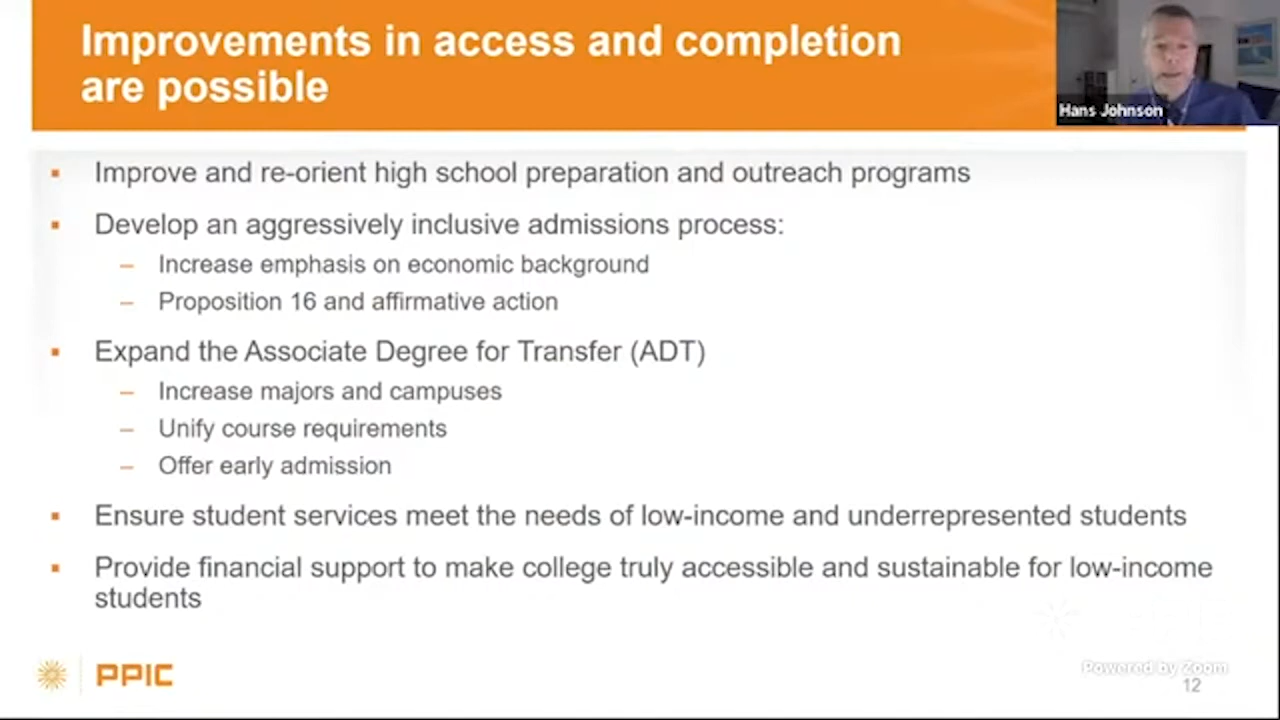 Improvements in access and completion
are possible
Hans Johnson
▪ Improve and re-orient high school preparation and outreach programs
▪ Develop an aggressively inclusive admissions process:
– Increase emphasis on economic background
– Proposition 16 and affirmative action
▪ Expand the Associate Degree for Transfer (ADT)
– Increase majors and campuses
– Unify course requirements
– Offer early admission
▪ Ensure student services meet the needs of low-income and underrepresented students
▪ Provide financial support to make college truly accessible and sustainable for low-income
students
PPIC
Powered by Zoom
12